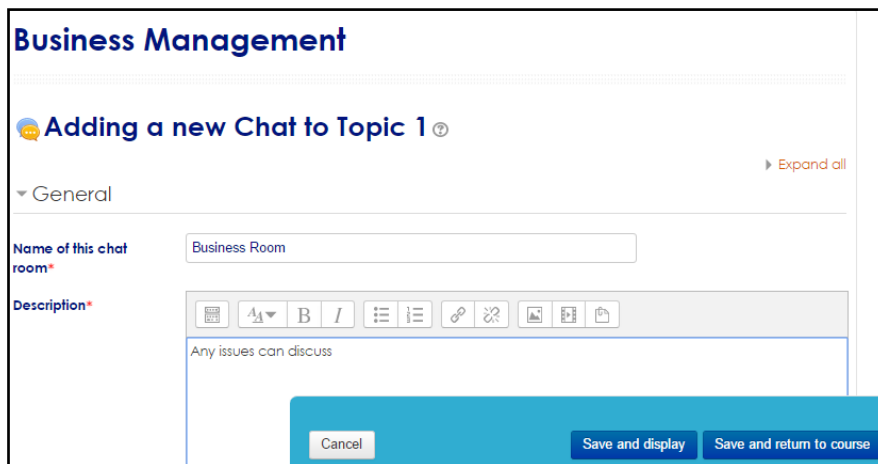 Business Management
Adding a new Chat to Topic 1
Expand all
General
Name of this chat
room*
Business Room
Description*
Any issues can discuss
Cancel
Save and display
Save and return to course